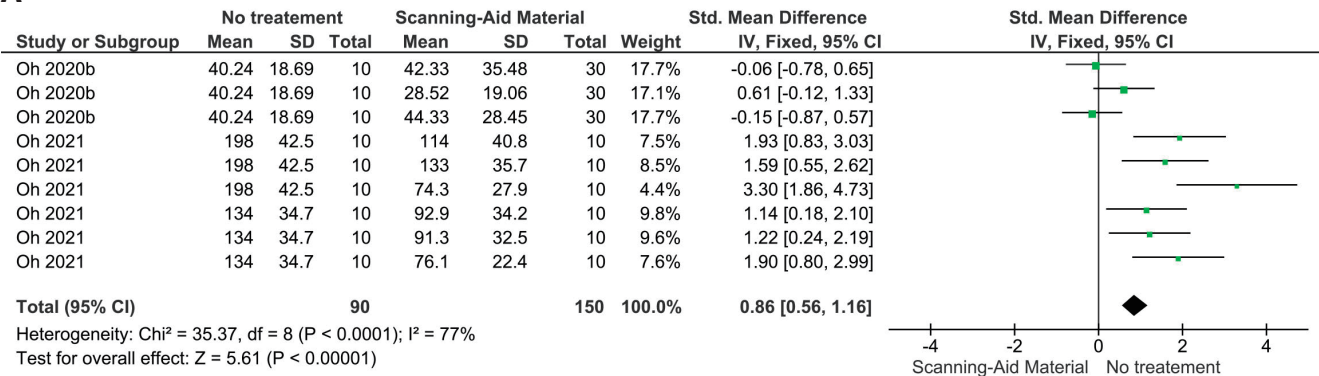 No treatement Scanning-Aid Material Std. Mean Difference Std. Mean Difference
Study or Subgroup Mean SD Total Mean SD Total Weight IV, Fixed, 95% CI IV, Fixed, 95% CI
Oh 2020b 40.24 18.69 10 42.33 35.48 30 17.7% -0.06 [-0.78, 0.65]
Oh 2020b 40.24 18.69 10 28.52 19.06 30 17.1% 0.61 [-0.12, 1.33]
Oh 2020b 40.24 18.69 10 44.33 28.45 30 17.7% -0.15 [-0.87, 0.57]
Oh 2021 198 42.5 10 114 40.8 10 7.5% 1.93 [0.83, 3.03]
Oh 2021 198 42.5 10 133 35.7 10 8.5% 1.59 [0.55, 2.62]
Oh 2021 198 42.5 10 74.3 27.9 10 4.4% 3.30 [1.86, 4.73]
Oh 2021 134 34.7 10 92.9 34.2 10 9.8% 1.14 [0.18, 2.10]
Oh 2021 134 34.7 10 91.3 32.5 10 9.6% 1.22 [0.24, 2.19]
Oh 2021 134 34.7 10 76.1 22.4 10 7.6% 1.90 [0.80, 2.99]
Total (95% CI) 90 150 100.0% 0.86 [0.56, 1.16]
Heterogeneity: Chi² = 35.37, df = 8 (P < 0.0001); I² = 77%
Test for overall effect: Z = 5.61 (P < 0.00001)
-4 -2 0 2 4
Scanning-Aid Material No treatement